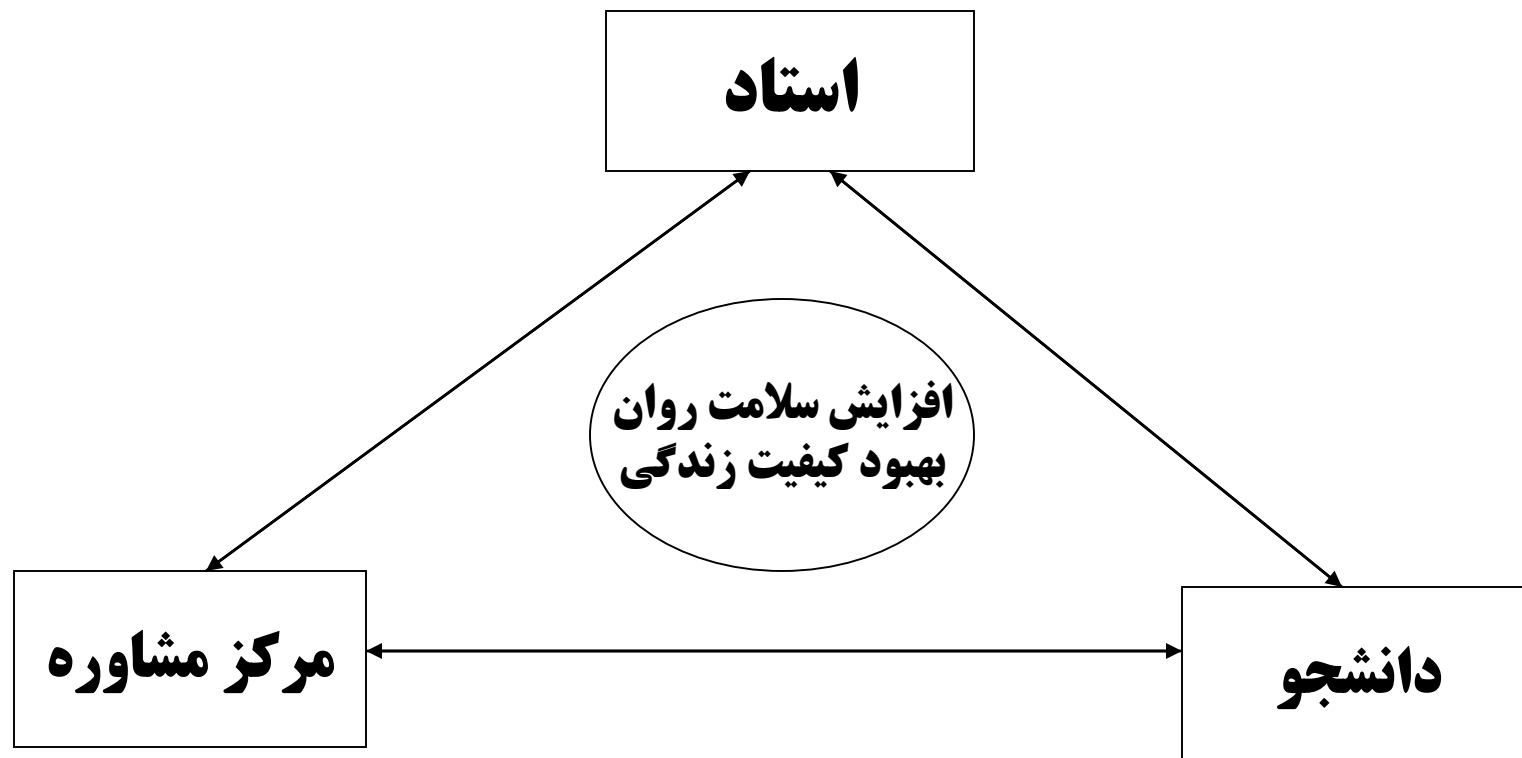 استاد
افزایش سلامت روان
بهبود کیفیت زندگی
دانشجو
مرکز مشاوره